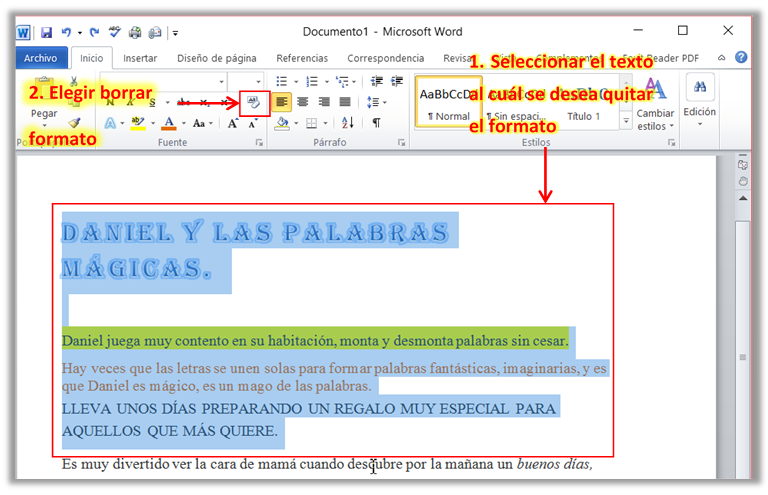 Documento1 - Microsoft Word
Archivo Inicio Insertar Diseño de página Referencias Correspondencia
Reader PDF
1. Seleccionar el texto
al cuál se desea quitar
el formato
2. Elegir borrar
formato
Pegar
Fuente
Párrafo
AaBbCcDc
¶ Normal
¶ Sin espaci...
Título 1
Estilos
Cambiar
estilos
Edición
DANIEL Y LAS PALABRAS
MÁGICAS.
Daniel juega muy contento en su habitación, monta y desmonta palabras sin cesar.
Hay veces que las letras se unen solas para formar palabras fantásticas, imaginarias, y es
que Daniel es mágico, es un mago de las palabras.
LLEVA UNOS DÍAS PREPARANDO UN REGALO MUY ESPECIAL PARA
AQUELLOS QUE MÁS QUIERE.
Es muy divertido ver la cara de mamá cuando descubre por la mañana un buenos días,